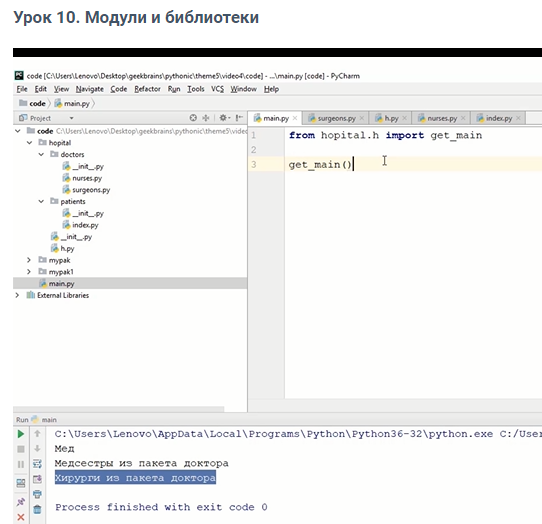 Урок 10. Модули и библиотеки
code [C:\Users\Lenovo\Desktop\geekbrains\pythonic\theme5\video4\code] - ...\main.py [code] - PyCharm
File Edit View Navigate Code Refactor Run Tools VCS Window Help
code main.py
Project
main.py surgeons.py h.py nurses.py index.py
code C:\Users\Lenovo\Desktop\geekbrains\pythonic\theme5\video
hopital
doctors
__init__.py
nurses.py
surgeons.py
patients
__init__.py
index.py
__init__.py
h.py
mypak
mypak1
main.py
External Libraries
1 from hopital.h import get_main
2
3 get_main()
Run main
C:\Users\Lenovo\AppData\Local\Programs\Python\Python36-32\python.exe C:/User
Мед
Медсестры из пакета доктора
Хирурги из пакета доктора
Process finished with exit code 0